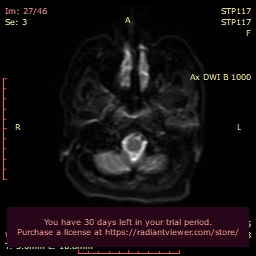 Im: 27/46
Se: 3
A
STP117
STP117
F
Ax DWI B 1000
R
L
You have 30 days left in your trial period.
Purchase a license at https://radiantviewer.com/store/